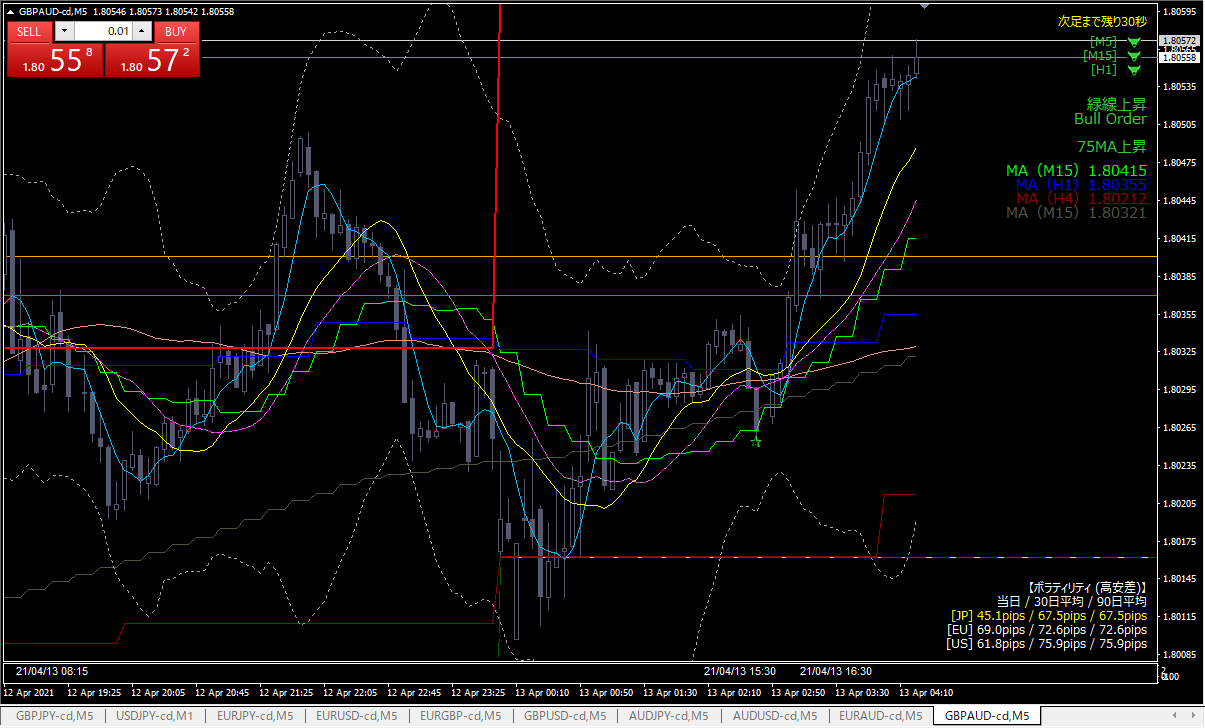 GBPAUD-cd,M5 1.80546 1.80573 1.80542 1.80558
SELL
0.01
BUY
1.80 55 8
1.80 57 2
次足まで残り30秒
[M5]
[M15]
[H1]
緑線上昇
Bull Order
75MA上昇
MA（M15）1.80415
MA（H1）1.80355
MA（H4）1.80212
MA（M15）1.80321
【ボラティリティ (高安差)】
当日 / 30日平均 / 90日平均
[JP] 45.1pips / 67.5pips / 67.5pips
[EU] 69.0pips / 72.6pips / 72.6pips
[US] 61.8pips / 75.9pips / 75.9pips
1.80595
1.80572
1.80558
1.80535
1.80505
1.80475
1.80445
1.80415
1.80385
1.80355
1.80325
1.80295
1.80265
1.80235
1.80205
1.80175
1.80145
1.80115
1.80085
21/04/13 08:15
21/04/13 15:30
21/04/13 16:30
12 Apr 2021
12 Apr 19:25
12 Apr 20:05
12 Apr 20:45
12 Apr 21:25
12 Apr 22:05
12 Apr 22:45
12 Apr 23:25
13 Apr 00:10
13 Apr 00:50
13 Apr 01:30
13 Apr 02:10
13 Apr 02:50
13 Apr 03:30
13 Apr 04:10
GBPJPY-cd,M5
USDJPY-cd,M1
EURJPY-cd,M5
EURUSD-cd,M5
EURGBP-cd,M5
GBPUSD-cd,M5
AUDJPY-cd,M5
AUDUSD-cd,M5
EURAUD-cd,M5
GBPAUD-cd,M5